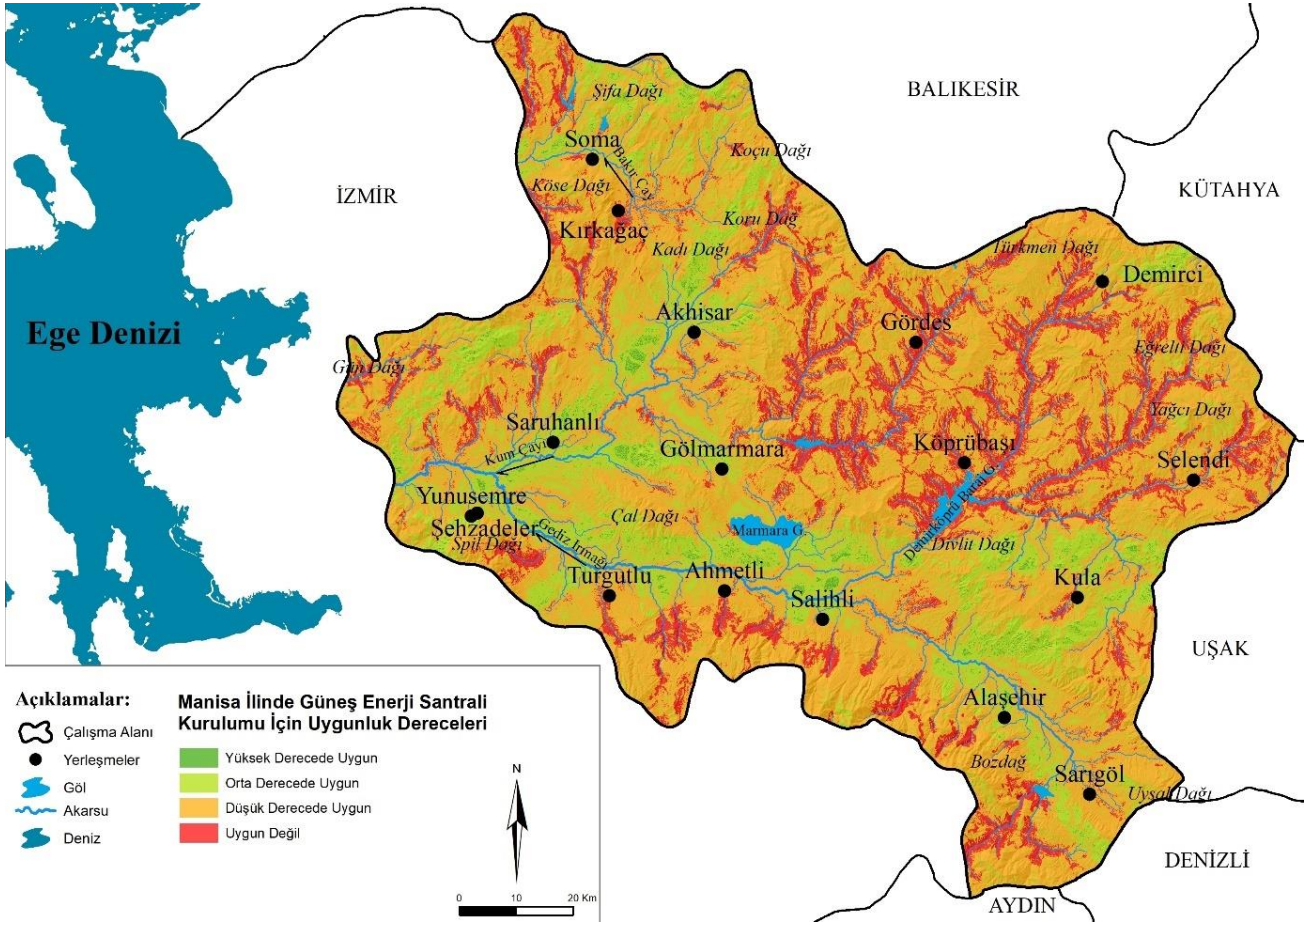 BALIKESİR
Şifa Dağı
Soma
Bakır Çay
Koçu Dağı
Köse Dağı
KÜTAHYA
İZMİR
Kırkağaç
Koru Dağ
Kadı Dağı
Türkmen Dağı
Demirci
Akhisar
Gördes
Ege Denizi
Eğrelti Dağı
Gün Dağı
Yağcı Dağı
Saruhanlı
Kum Çayı
Gölmarmara
Köprübaşı
Selendi
Yunusemre
Şehzadeler
Çal Dağı
Marmara G.
Demirköprü Baraj G.
Spil Dağı
Gediz Irmağı
Divlit Dağı
Turgutlu
Ahmetli
Salihli
Kula
UŞAK
Alaşehir
Bozdağ
Sarıgöl
Uysal Dağı
DENİZLİ
AYDIN
Açıklamalar:
Çalışma Alanı
Yerleşmeler
Göl
Akarsu
Deniz
Manisa İlinde Güneş Enerji Santrali
Kurulumu İçin Uygunluk Dereceleri
Yüksek Derecede Uygun
Orta Derecede Uygun
Düşük Derecede Uygun
Uygun Değil
N
0 10 20 Km